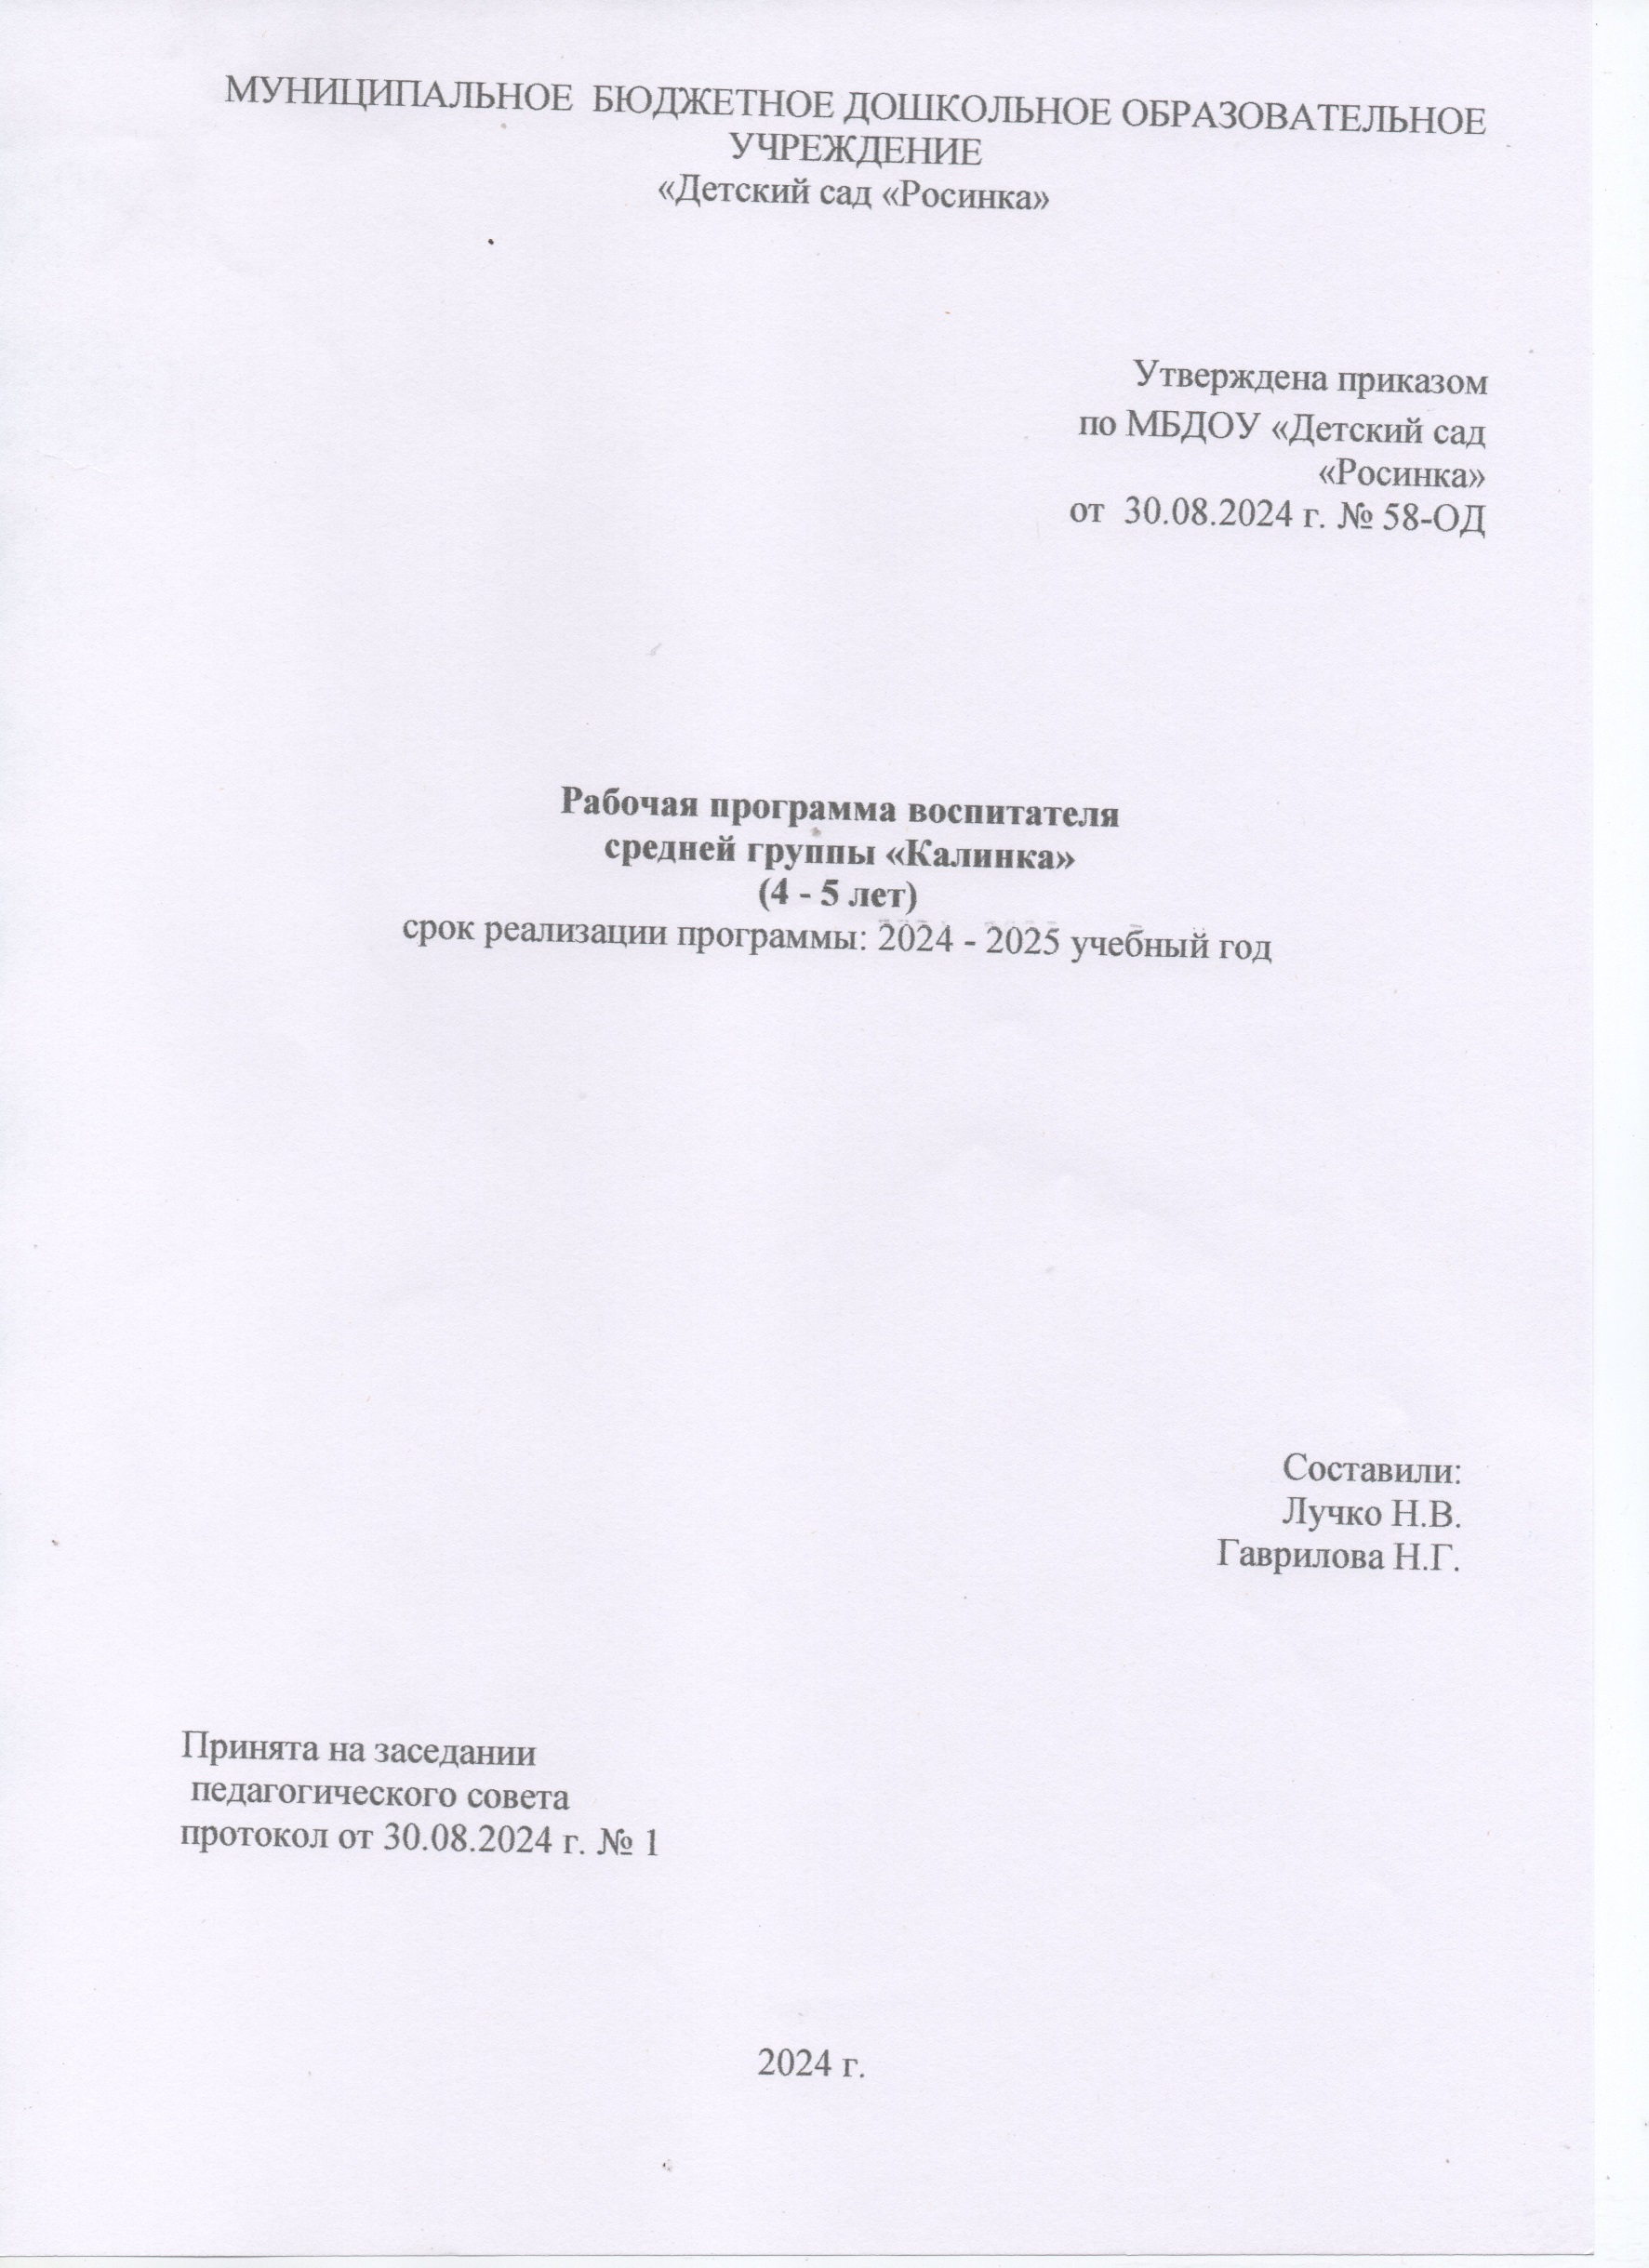 МУНИЦИПАЛЬНОЕ БЮДЖЕТНОЕ ДОШКОЛЬНОЕ ОБРАЗОВАТЕЛЬНОЕ
УЧРЕЖДЕНИЕ
«Детский сад «Росинка»
Утверждена приказом
по МБДОУ «Детский сад
«Росинка»
от 30.08.2024 г. № 58-ОД
Рабочая программа воспитателя
средней группы «Калинка»
(4 - 5 лет)
срок реализации программы: 2024 - 2025 учебный год
Составили:
Лучко Н.В.
Гаврилова Н.Г.
Принята на заседании
педагогического совета
протокол от 30.08.2024 г. № 1
2024 г.